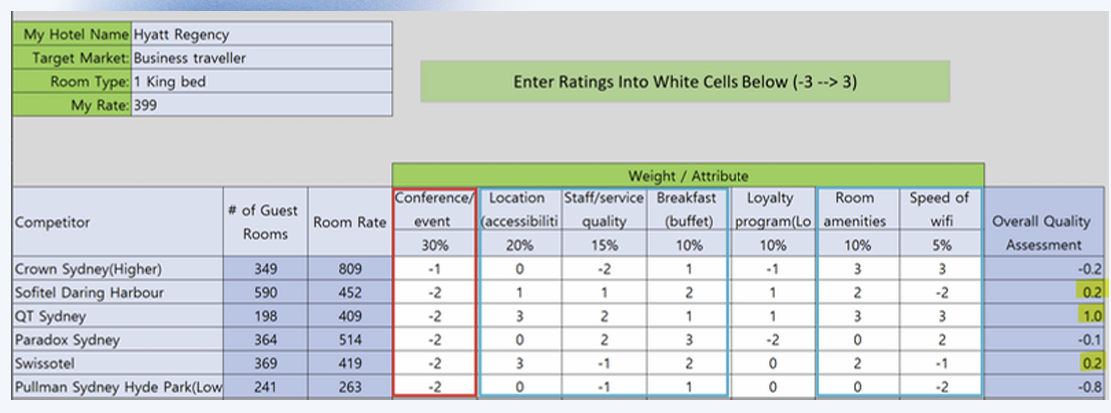 My Hotel Name Hyatt Regency
Target Market: Business traveller
Room Type: 1 King bed
My Rate: 399
Enter Ratings Into White Cells Below (-3 --> 3)
Weight / Attribute
Competitor # of Guest Rooms Room Rate Conference/ event Location (accessibiliti Staff/service quality Breakfast (buffet) Loyalty program(Lo Room amenities Speed of wifi Overall Quality Assessment
30% 20% 15% 10% 10% 10% 5%
Crown Sydney(Higher) 349 809 -1 0 -2 1 -1 3 3 -0.2
Sofitel Daring Harbour 590 452 -2 1 1 2 1 2 -2 0.2
QT Sydney 198 409 -2 3 2 1 1 3 3 1.0
Paradox Sydney 364 514 -2 0 2 3 -2 0 2 -0.1
Swissotel 369 419 -2 3 -1 2 0 2 -1 0.2
Pullman Sydney Hyde Park(Low 241 263 -2 0 -1 1 0 0 -2 -0.8